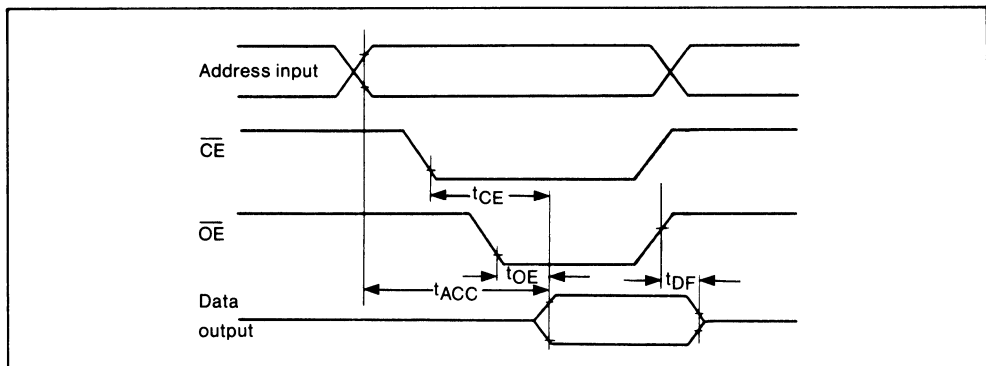 Address input
CE
tCE
OE
tOE
tACC
tDF
Data
output